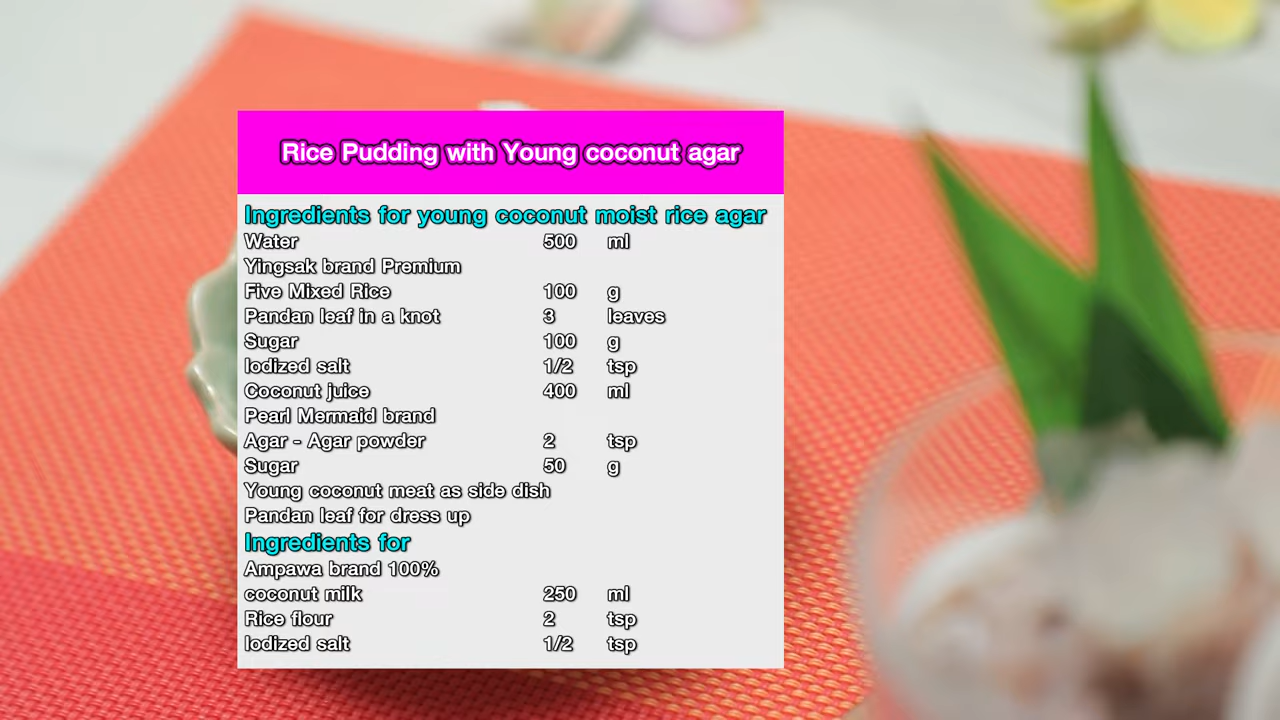 Rice Pudding with Young coconut agar
Ingredients for young coconut moist rice agar
Water 500 ml
Yingsak brand Premium
Five Mixed Rice 100 g
Pandan leaf in a knot 3 leaves
Sugar 100 g
Iodized salt 1/2 tsp
Coconut juice 400 ml
Pearl Mermaid brand
Agar - Agar powder 2 tsp
Sugar 50 g
Young coconut meat as side dish
Pandan leaf for dress up
Ingredients for
Ampawa brand 100%
coconut milk 250 ml
Rice flour 2 tsp
Iodized salt 1/2 tsp